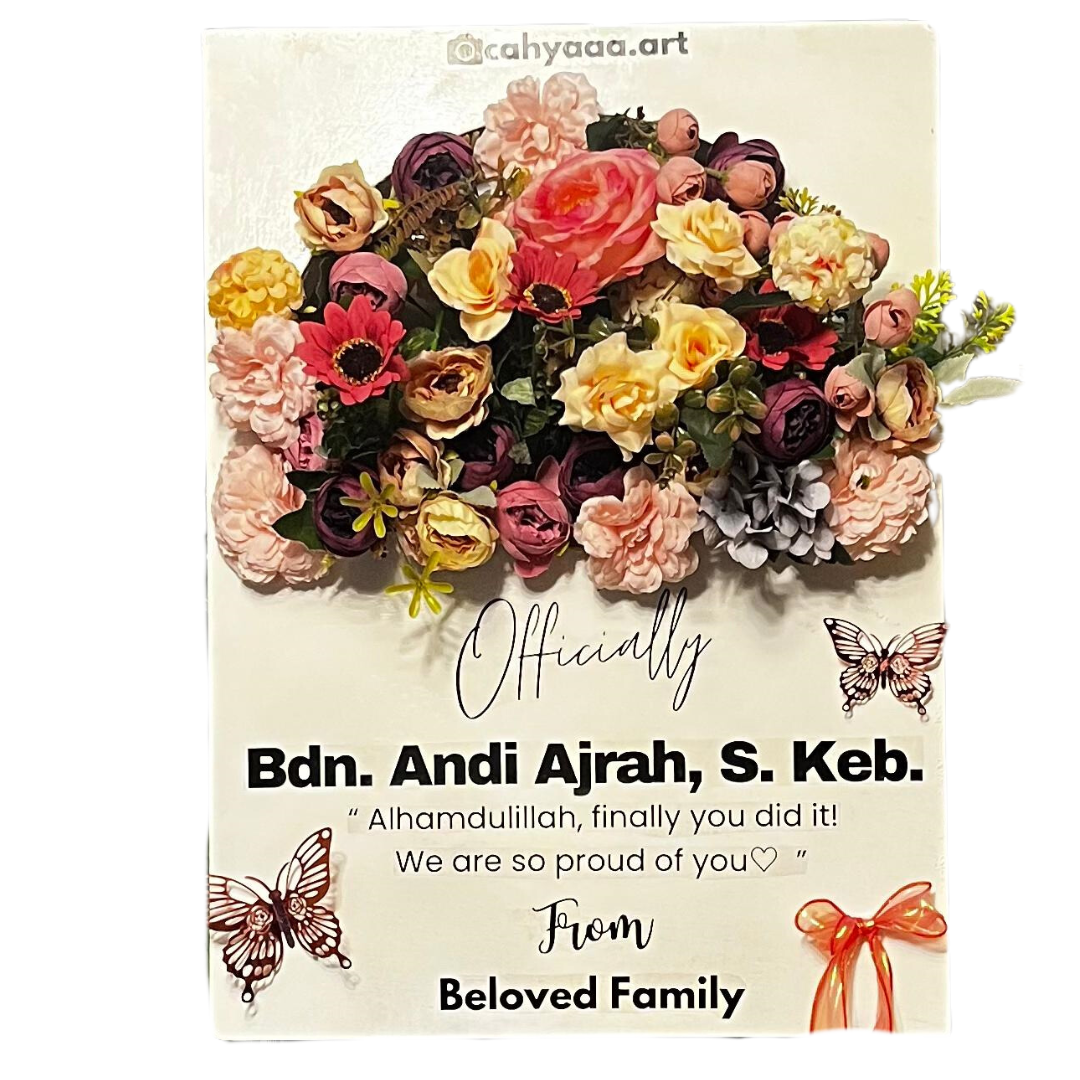 cahyaaa.art
Officially
Bdn. Andi Ajrah, S. Keb.
“ Alhamdulillah, finally you did it!
We are so proud of you♡ ”
From
Beloved Family